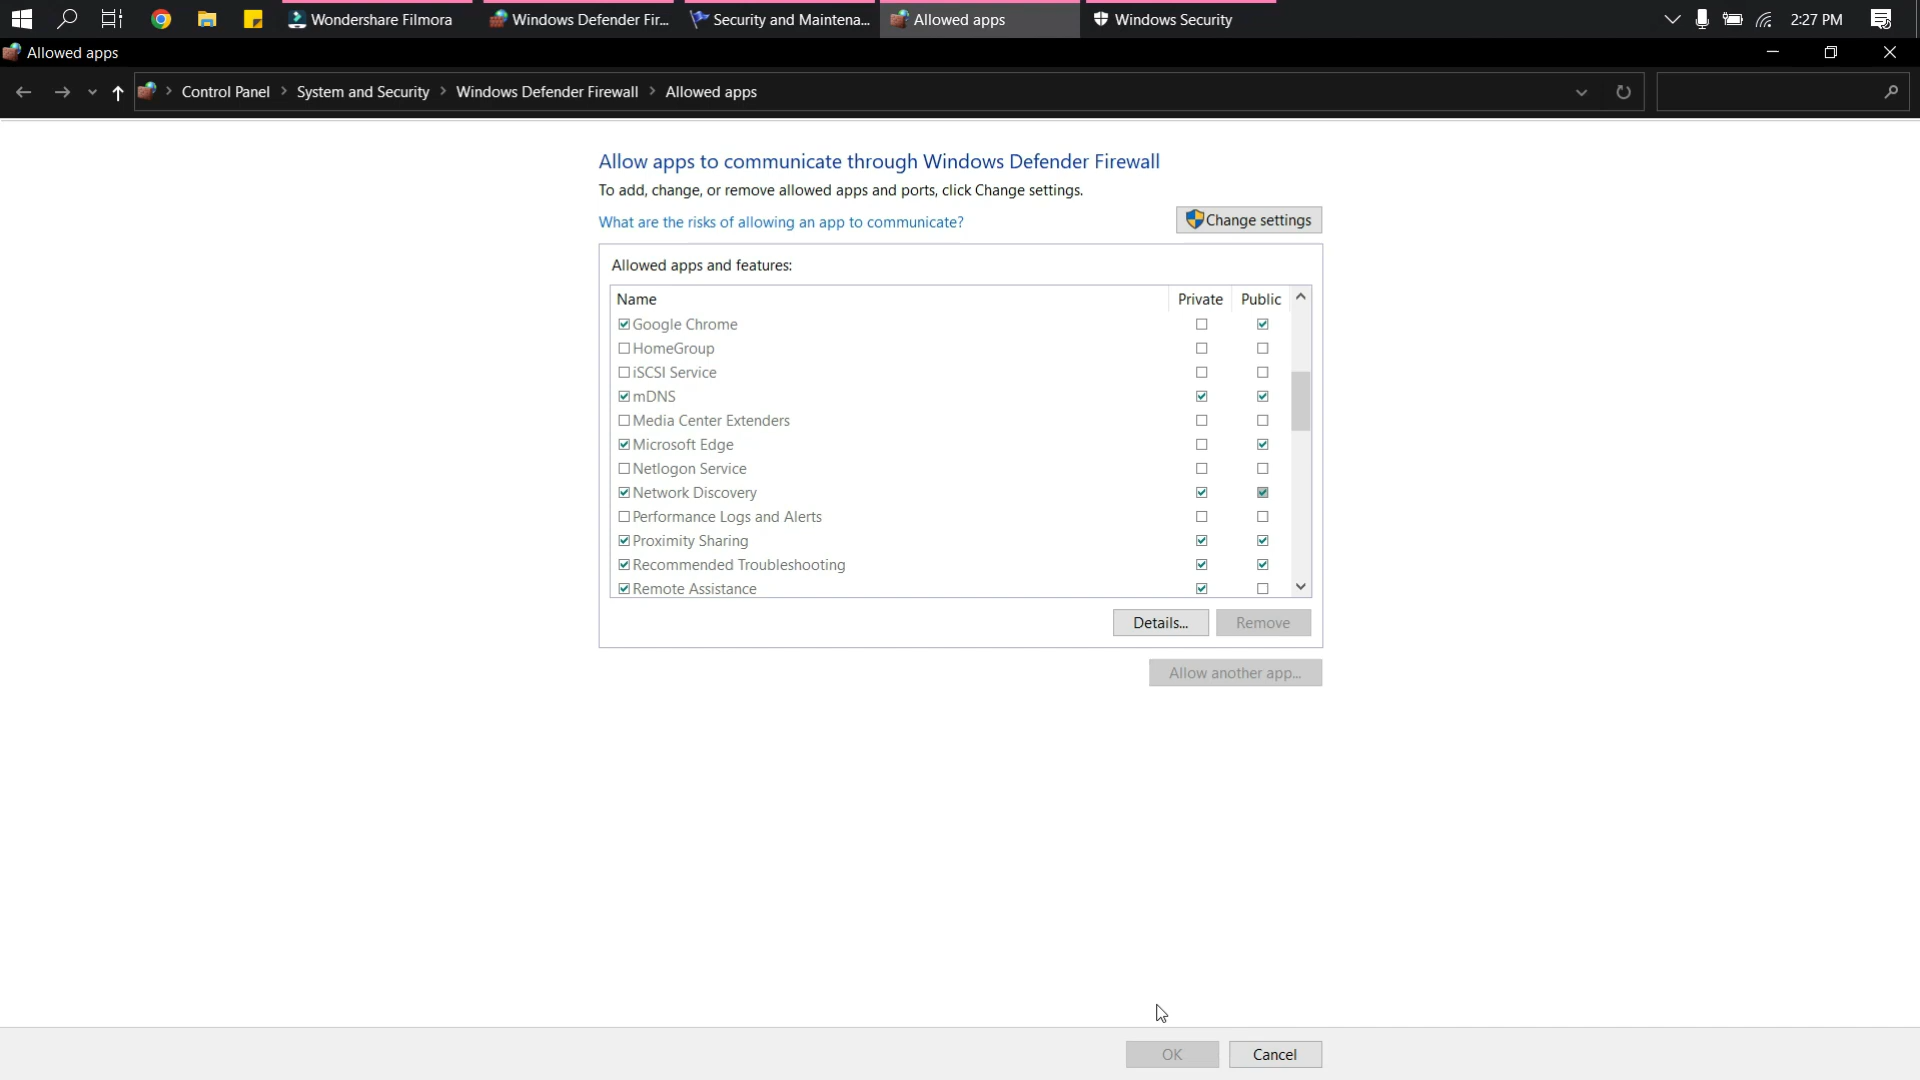 Wondershare Filmora
Windows Defender Fir...
Security and Maintena...
Allowed apps
Windows Security
2:27 PM
Allowed apps
Control Panel > System and Security > Windows Defender Firewall > Allowed apps
Allow apps to communicate through Windows Defender Firewall
To add, change, or remove allowed apps and ports, click Change settings.
What are the risks of allowing an app to communicate?
Change settings
Allowed apps and features:
Name Private Public
Google Chrome
HomeGroup
iSCSI Service
mDNS
Media Center Extenders
Microsoft Edge
Netlogon Service
Network Discovery
Performance Logs and Alerts
Proximity Sharing
Recommended Troubleshooting
Remote Assistance
Details... Remove
Allow another app...
OK Cancel